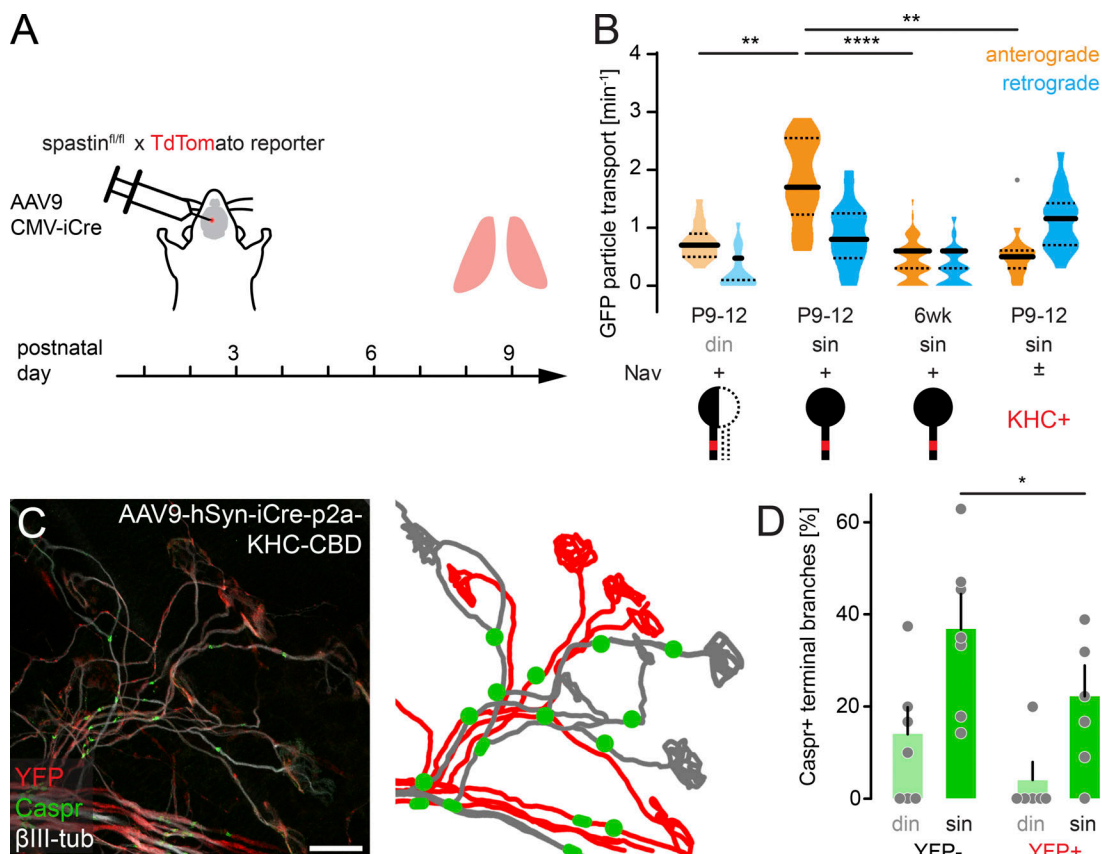 A
spastinfl/fl x TdTomato reporter
AAV9
CMV-iCre
postnatal
day
3
6
9
B
**
**
****
anterograde
retrograde
GFP particle transport [min-1]
4
3
2
1
0
P9-12
P9-12
6wk
P9-12
din
sin
sin
sin
Nav
+
+
+
±
KHC+
C
AAV9-hSyn-iCre-p2a-
KHC-CBD
YFP
Caspr
βIII-tub
D
*
Caspr+ terminal branches [%]
60
40
20
0
din
sin
din
sin
YFP-
YFP+